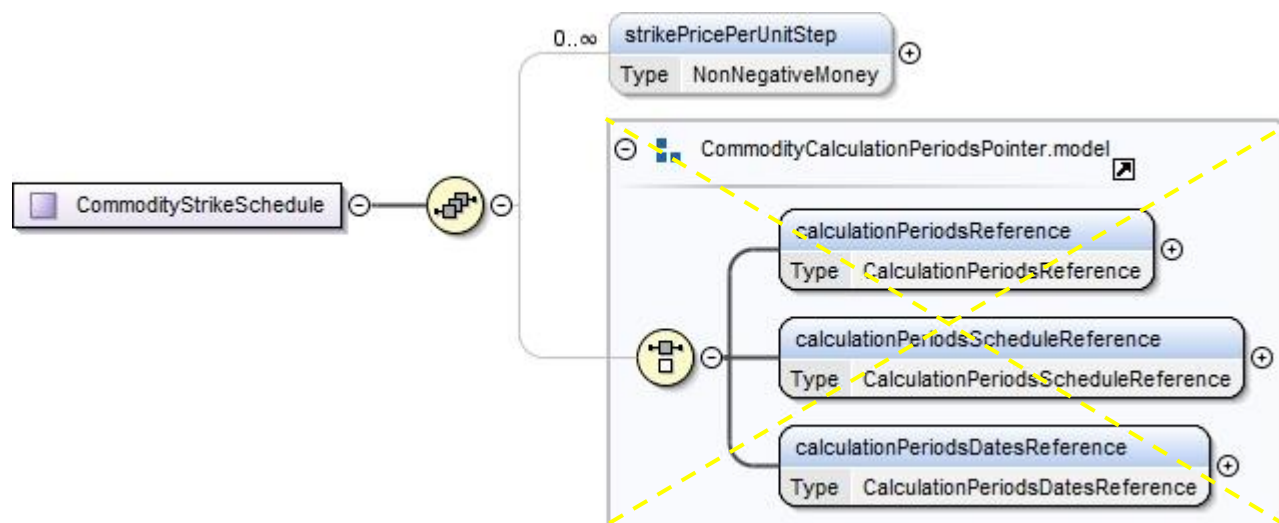 0..∞
strikePricePerUnitStep
Type NonNegativeMoney
CommodityCalculationPeriodsPointer.model
CommodityStrikeSchedule
calculationPeriodsReference
Type CalculationPeriodsReference
calculationPeriodsScheduleReference
Type CalculationPeriodsScheduleReference
calculationPeriodsDatesReference
Type CalculationPeriodsDatesReference